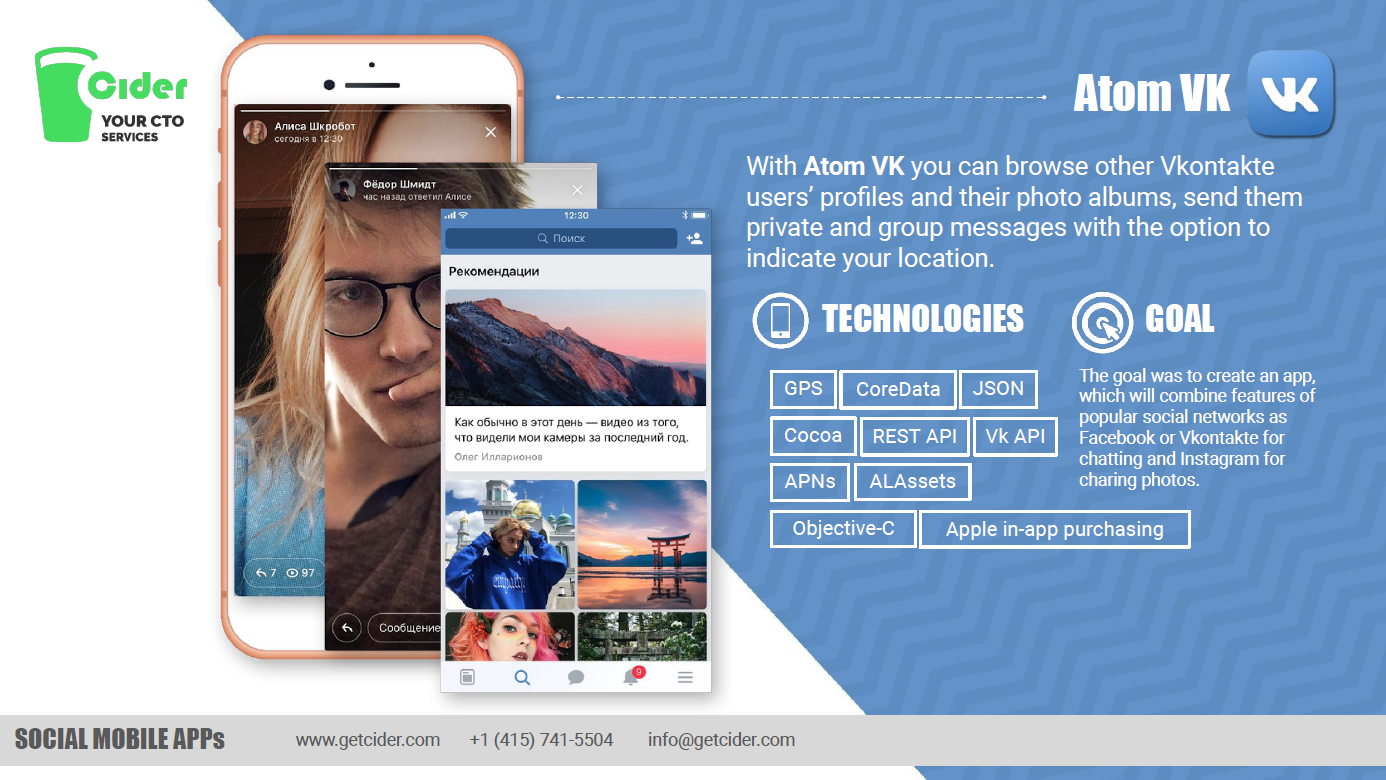 Cider
YOUR CTO
SERVICES
Алиса Шкробот
сегодня в 12:30
Фёдор Шмидт
час назад ответил Алисе
12:30
Поиск
Рекомендации
Как обычно в этот день — видео из того,
что видели мои камеры за последний год.
Олег Илларионов
empathy
7
97
Сообщение
9
Atom VK
VK
With Atom VK you can browse other Vkontakte
users’ profiles and their photo albums, send them
private and group messages with the option to
indicate your location.
TECHNOLOGIES
GPS CoreData JSON
Cocoa REST API Vk API
APNs ALAssets
Objective-C Apple in-app purchasing
GOAL
The goal was to create an app,
which will combine features of
popular social networks as
Facebook or Vkontakte for
chatting and Instagram for
charing photos.
SOCIAL MOBILE APPs www.getcider.com +1 (415) 741-5504 info@getcider.com